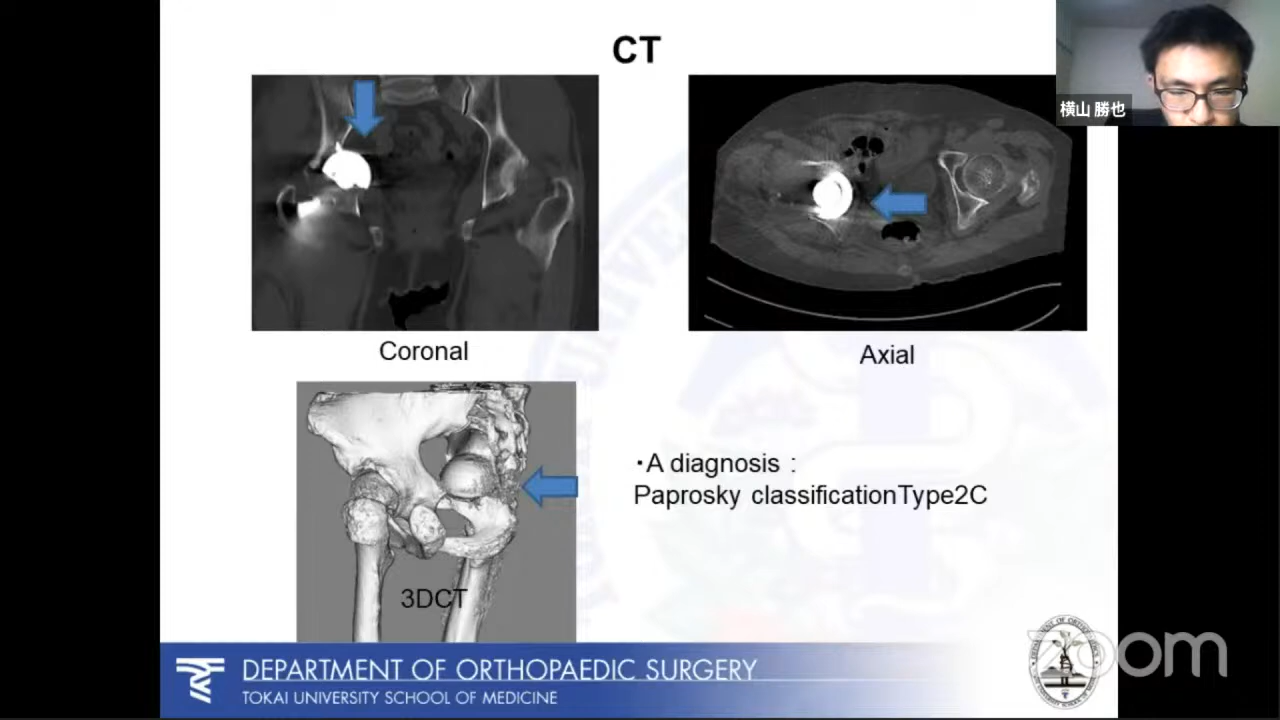 CT
横山 勝也
Coronal
Axial
・A diagnosis：
Paprosky classificationType2C
3DCT
DEPARTMENT OF ORTHOPAEDIC SURGERY
TOKAI UNIVERSITY SCHOOL OF MEDICINE
zoom